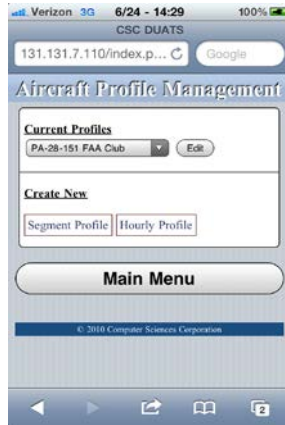 Verizon 3G 6/24 - 14:29 100%
CSC DUATS
131.131.7.110/index.p... Google
Aircraft Profile Management
Current Profiles
PA-28-151 FAA Club Edit
Create New
Segment Profile Hourly Profile
Main Menu
© 2010 Computer Sciences Corporation
2